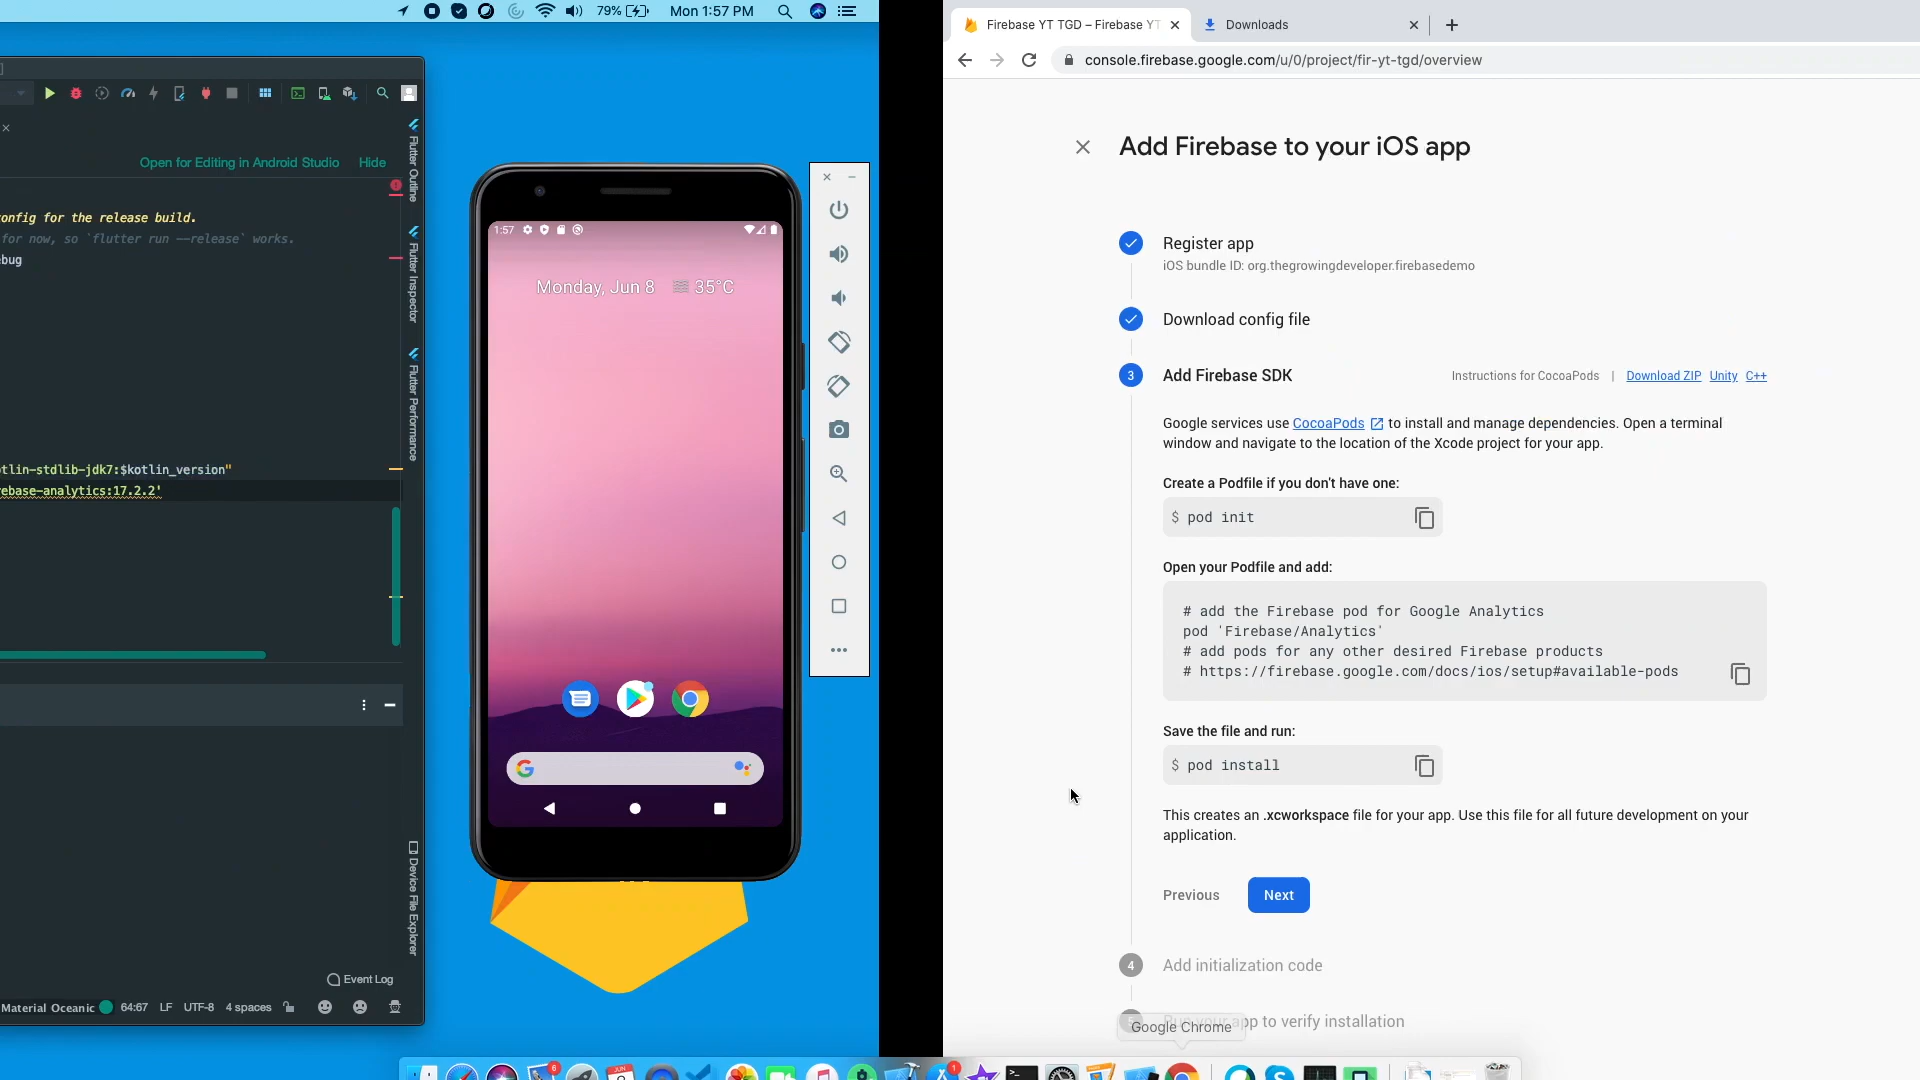 79%
Mon 1:57 PM
]
Open for Editing in Android Studio Hide
onfig for the release build.
for now, so `flutter run --release` works.
bug
tlin-stdlib-jdk7:$kotlin_version"
ebase-analytics:17.2.2'
Flutter Outline
Flutter Inspector
Flutter Performance
Device File Explorer
Event Log
Material Oceanic 64:67 LF UTF-8 4 spaces
1:57
Monday, Jun 8 35°C
Firebase YT TGD – Firebase YT
Downloads
console.firebase.google.com/u/0/project/fir-yt-tgd/overview
Add Firebase to your iOS app
Register app
iOS bundle ID: org.thegrowingdeveloper.firebasedemo
Download config file
3 Add Firebase SDK
Instructions for CocoaPods | Download ZIP Unity C++
Google services use CocoaPods to install and manage dependencies. Open a terminal
window and navigate to the location of the Xcode project for your app.
Create a Podfile if you don't have one:
$ pod init
Open your Podfile and add:
# add the Firebase pod for Google Analytics
pod 'Firebase/Analytics'
# add pods for any other desired Firebase products
# https://firebase.google.com/docs/ios/setup#available-pods
Save the file and run:
$ pod install
This creates an .xcworkspace file for your app. Use this file for all future development on your
application.
Previous Next
4 Add initialization code
app to verify installation
Google Chrome
6
JUN
1